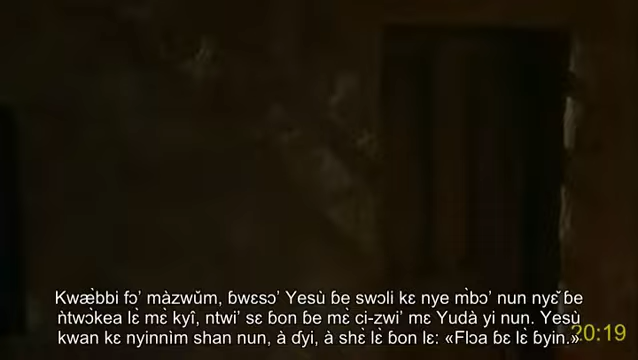 Kwæ̀bbi fɔ’ màzwǔm, ɓwɛsɔ’ Yesù ɓe swɔli kɛ nye m̀bɔ’ nun nyɛ̌ ɓe
ǹtwɔ̀kea lɛ̀ mɛ̀ kyî, ntwi’ sɛ ɓon ɓe mɛ̀ ci-zwi’ mɛ Yudà yi nun. Yesù
kwan kɛ nyinnìm shan nun, à ɗyi, à shɛ̀ lɛ̀ ɓon lɛ: «Flɔa ɓɛ lɛ̀ ɓyin.»
20:19